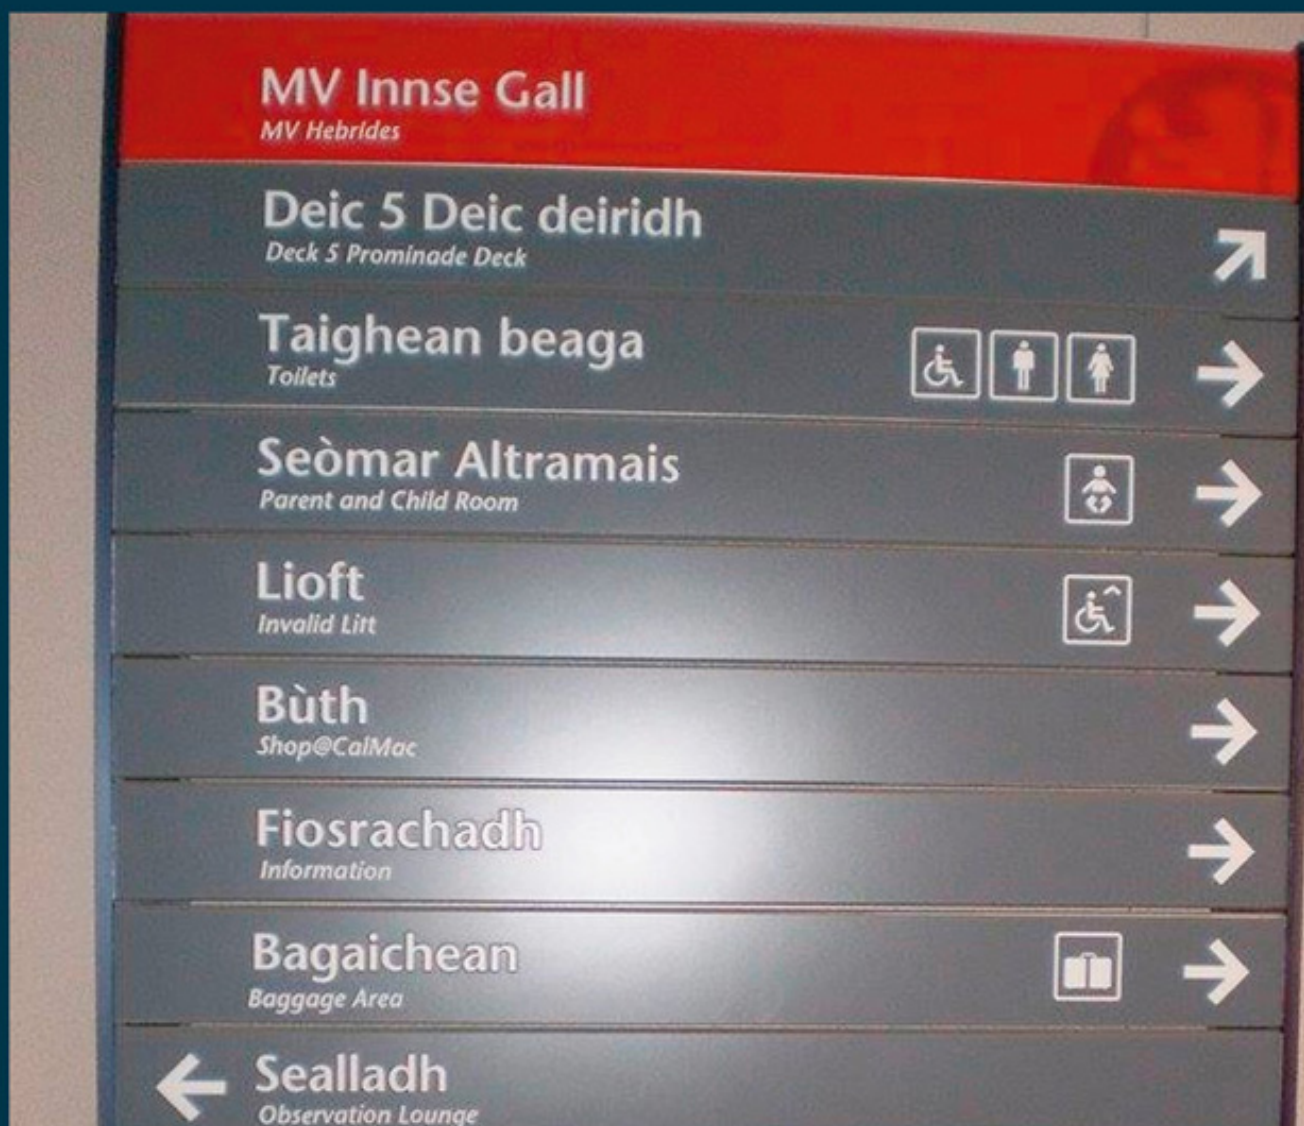 MV Innse Gall
MV Hebrides
Deic 5 Deic deiridh
Deck 5 Prominade Deck
Taighean beaga
Toilets
Seòmar Altramais
Parent and Child Room
Lioft
Invalid Litt
Bùth
Shop@CalMac
Fiosrachadh
Information
Bagaichean
Baggage Area
Sealladh
Observation Lounge